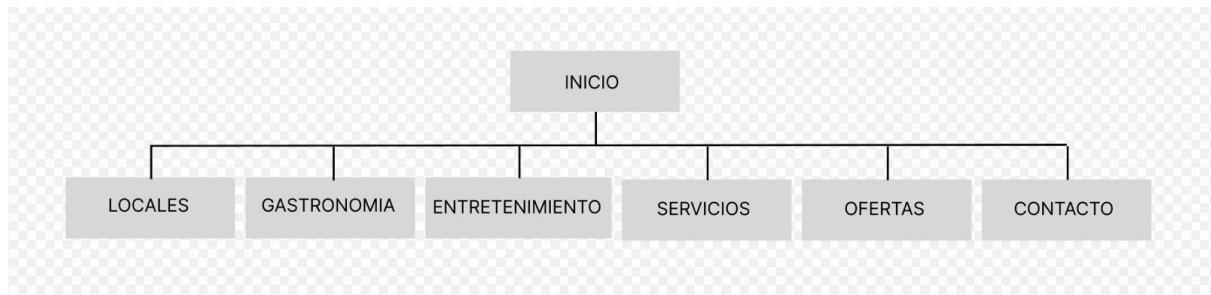 INICIO
LOCALES
GASTRONOMIA
ENTRETENIMIENTO
SERVICIOS
OFERTAS
CONTACTO